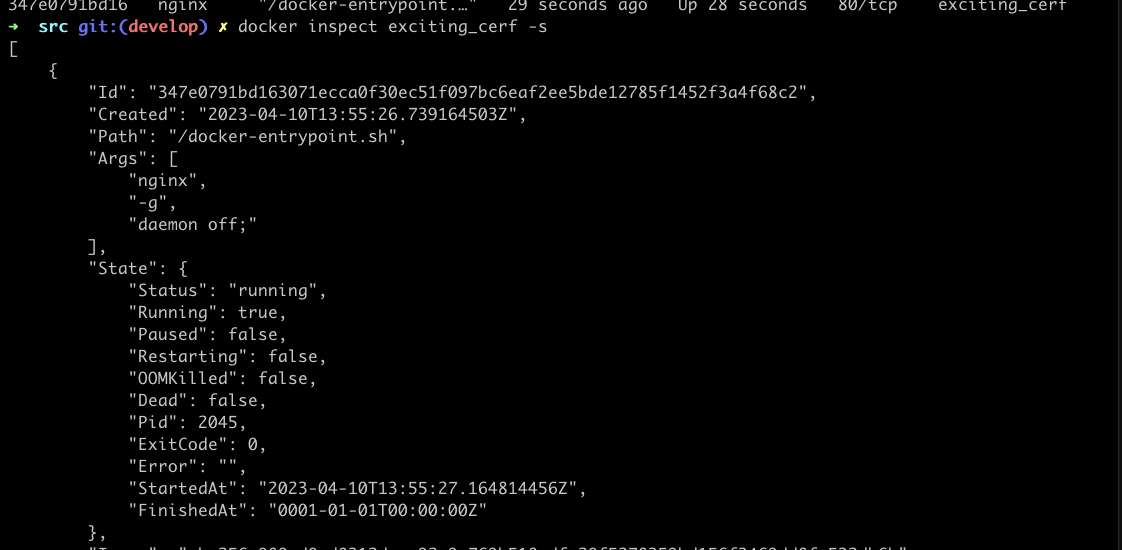 347e0791bd16   nginx     "/docker-entrypoint.…"   29 seconds ago   Up 28 seconds   80/tcp    exciting_cerf
➜  src git:(develop) ✗ docker inspect exciting_cerf -s
[
    {
        "Id": "347e0791bd163071ecca0f30ec51f097bc6eaf2ee5bde12785f1452f3a4f68c2",
        "Created": "2023-04-10T13:55:26.739164503Z",
        "Path": "/docker-entrypoint.sh",
        "Args": [
            "nginx",
            "-g",
            "daemon off;"
        ],
        "State": {
            "Status": "running",
            "Running": true,
            "Paused": false,
            "Restarting": false,
            "OOMKilled": false,
            "Dead": false,
            "Pid": 2045,
            "ExitCode": 0,
            "Error": "",
            "StartedAt": "2023-04-10T13:55:27.164814456Z",
            "FinishedAt": "0001-01-01T00:00:00Z"
        },